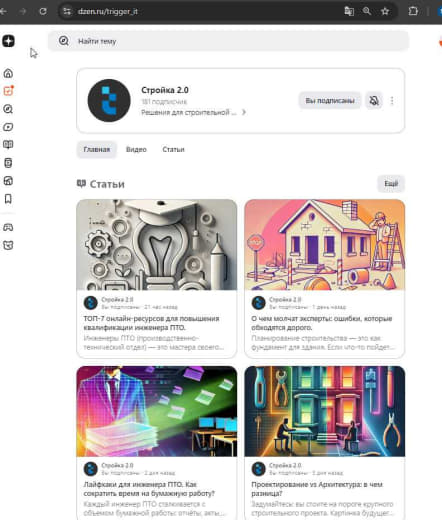 dzen.ru/trigger_it
Найти тему
Стройка 2.0
181 подписчик
Решения для строительной ...
Вы подписаны
Главная
Видео
Статьи
Статьи
Ещё
Стройка 2.0
Вы подписаны · 21 час назад
ТОП-7 онлайн-ресурсов для повышения
квалификации инженера ПТО.
Инженеры ПТО (производственно-
технический отдел) — это мастера своего...
Стройка 2.0
Вы подписаны · 1 день назад
О чем молчат эксперты: ошибки, которые
обходятся дорого.
Планирование строительства — это как
фундамент для здания. Если что-то пойдет...
STOP
Стройка 2.0
Вы подписаны · 2 дня назад
Лайфхаки для инженера ПТО. Как
сократить время на бумажную работу?
Каждый инженер ПТО сталкивается с
объемом бумажной работы: отчёты, акты,...
Стройка 2.0
Вы подписаны · 5 дней назад
Проектирование vs Архитектура: в чем
разница?
Задумайтесь: вы стоите на пороге крупного
строительного проекта. Картинка будущег...